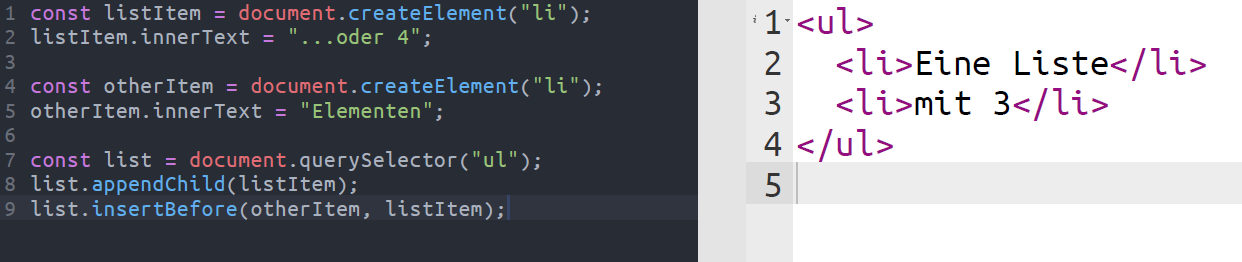 1 const listItem = document.createElement("li");
2 listItem.innerText = "...oder 4";
3
4 const otherItem = document.createElement("li");
5 otherItem.innerText = "Elementen";
6
7 const list = document.querySelector("ul");
8 list.appendChild(listItem);
9 list.insertBefore(otherItem, listItem);
i 1 <ul>
2   <li>Eine Liste</li>
3   <li>mit 3</li>
4 </ul>
5